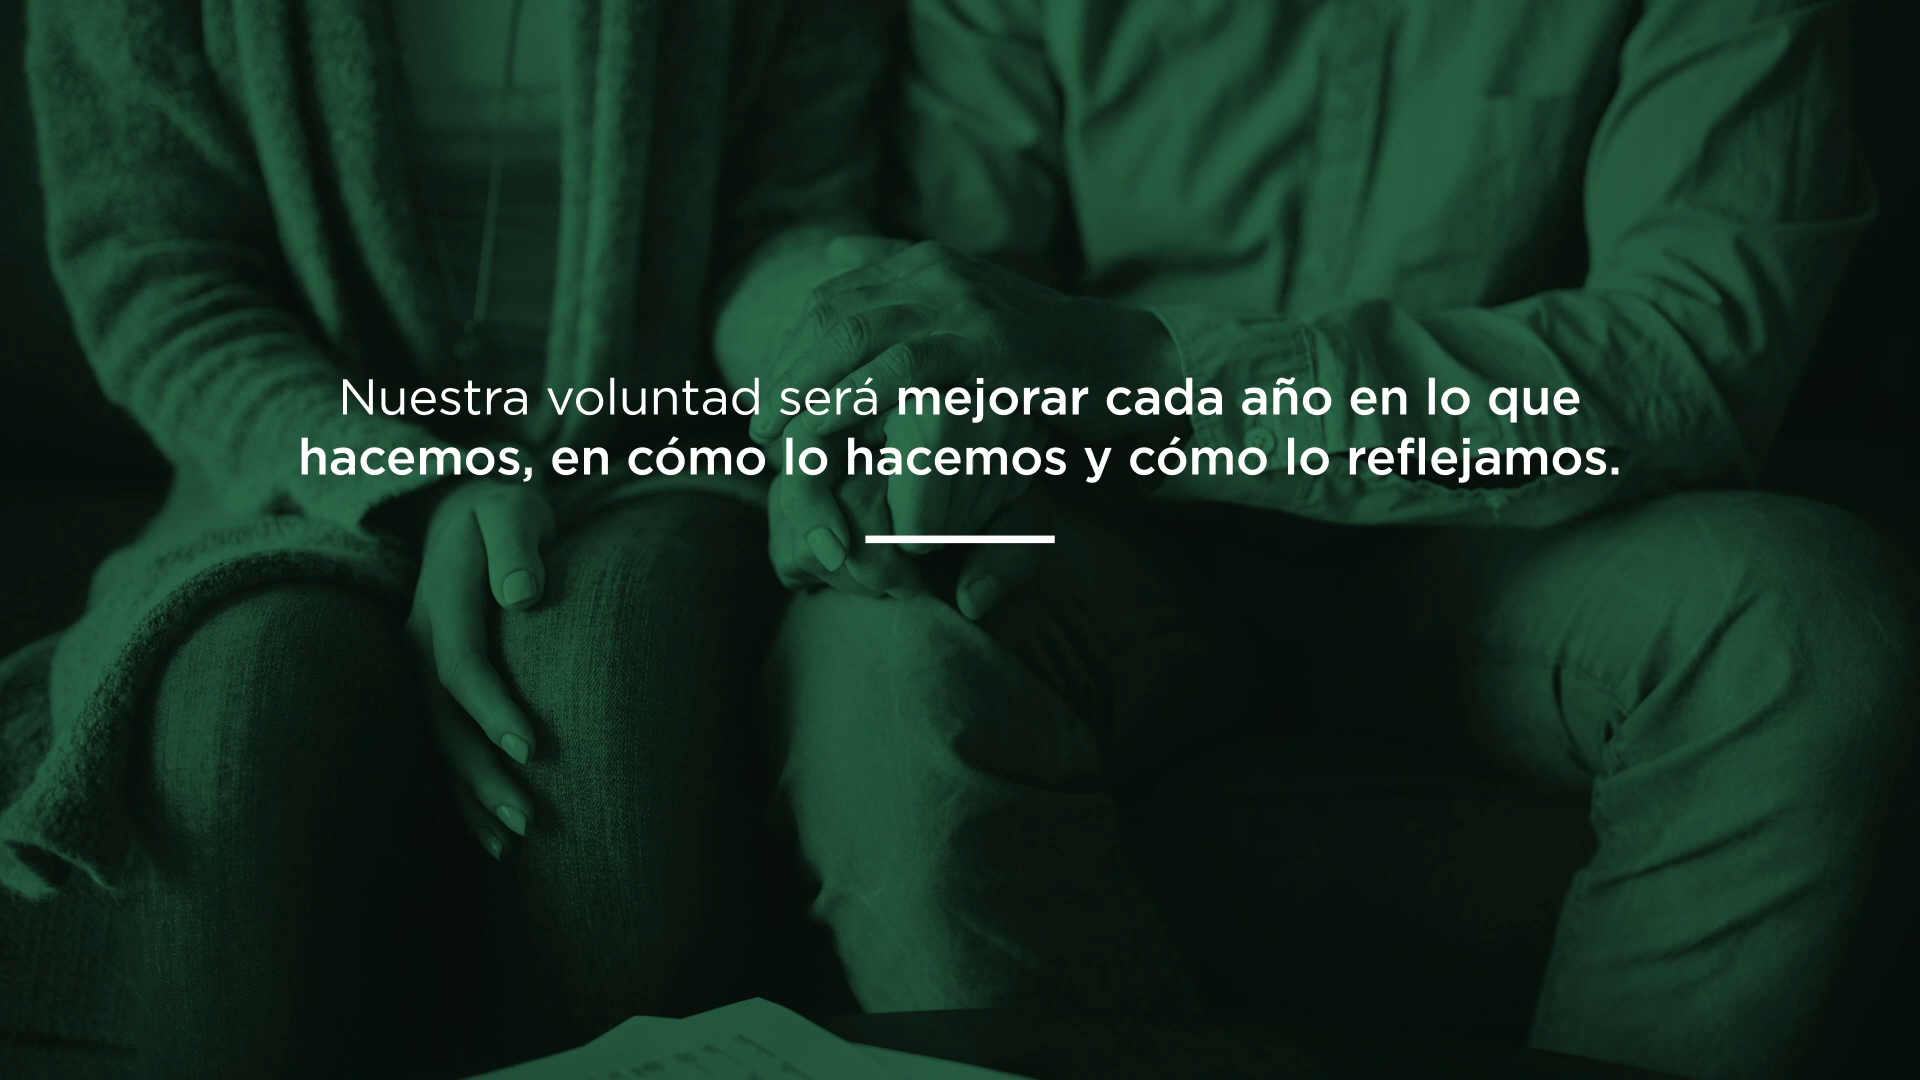 Nuestra voluntad será mejorar cada año en lo que
hacemos, en cómo lo hacemos y cómo lo reflejamos.